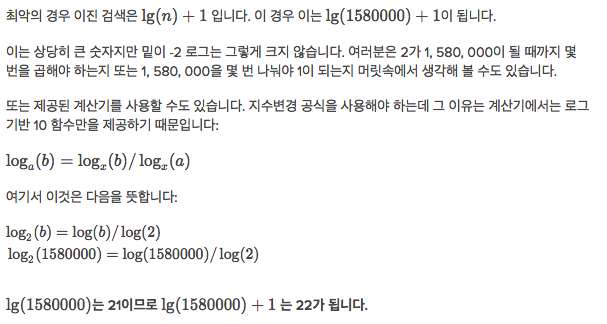 최악의 경우 이진 검색은 lg(n) + 1 입니다. 이 경우 이는 lg(1580000) + 1이 됩니다.
이는 상당히 큰 숫자지만 밑이 -2 로그는 그렇게 크지 않습니다. 여러분은 2가 1, 580, 000이 될 때까지 몇
번을 곱해야 하는지 또는 1, 580, 000을 몇 번 나눠야 1이 되는지 머릿속에서 생각해 볼 수도 있습니다.
또는 제공된 계산기를 사용할 수도 있습니다. 지수변경 공식을 사용해야 하는데 그 이유는 계산기에서는 로그
기반 10 함수만을 제공하기 때문입니다:
logₐ(b) = logₓ(b)/ logₓ(a)
여기서 이것은 다음을 뜻합니다:
log₂(b) = log(b)/ log(2)
log₂(1580000) = log(1580000)/ log(2)
lg(1580000)는 21이므로 lg(1580000) + 1 는 22가 됩니다.